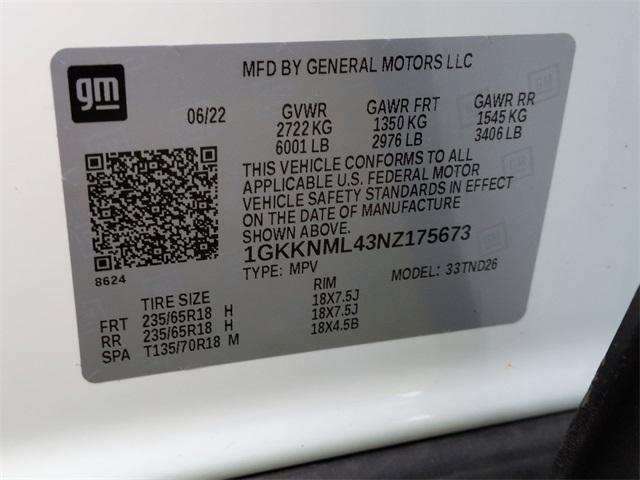 gm
MFD BY GENERAL MOTORS LLC
06/22 GVWR GAWR FRT GAWR RR
2722 KG 1350 KG 1545 KG
6001 LB 2976 LB 3406 LB
THIS VEHICLE CONFORMS TO ALL
APPLICABLE U.S. FEDERAL MOTOR
VEHICLE SAFETY STANDARDS IN EFFECT
ON THE DATE OF MANUFACTURE
SHOWN ABOVE.
1GKKNML43NZ175673
8624
TYPE: MPV MODEL: 33TND26
TIRE SIZE RIM
FRT 235/65R18 H 18X7.5J
RR 235/65R18 H 18X7.5J
SPA T135/70R18 M 18X4.5B